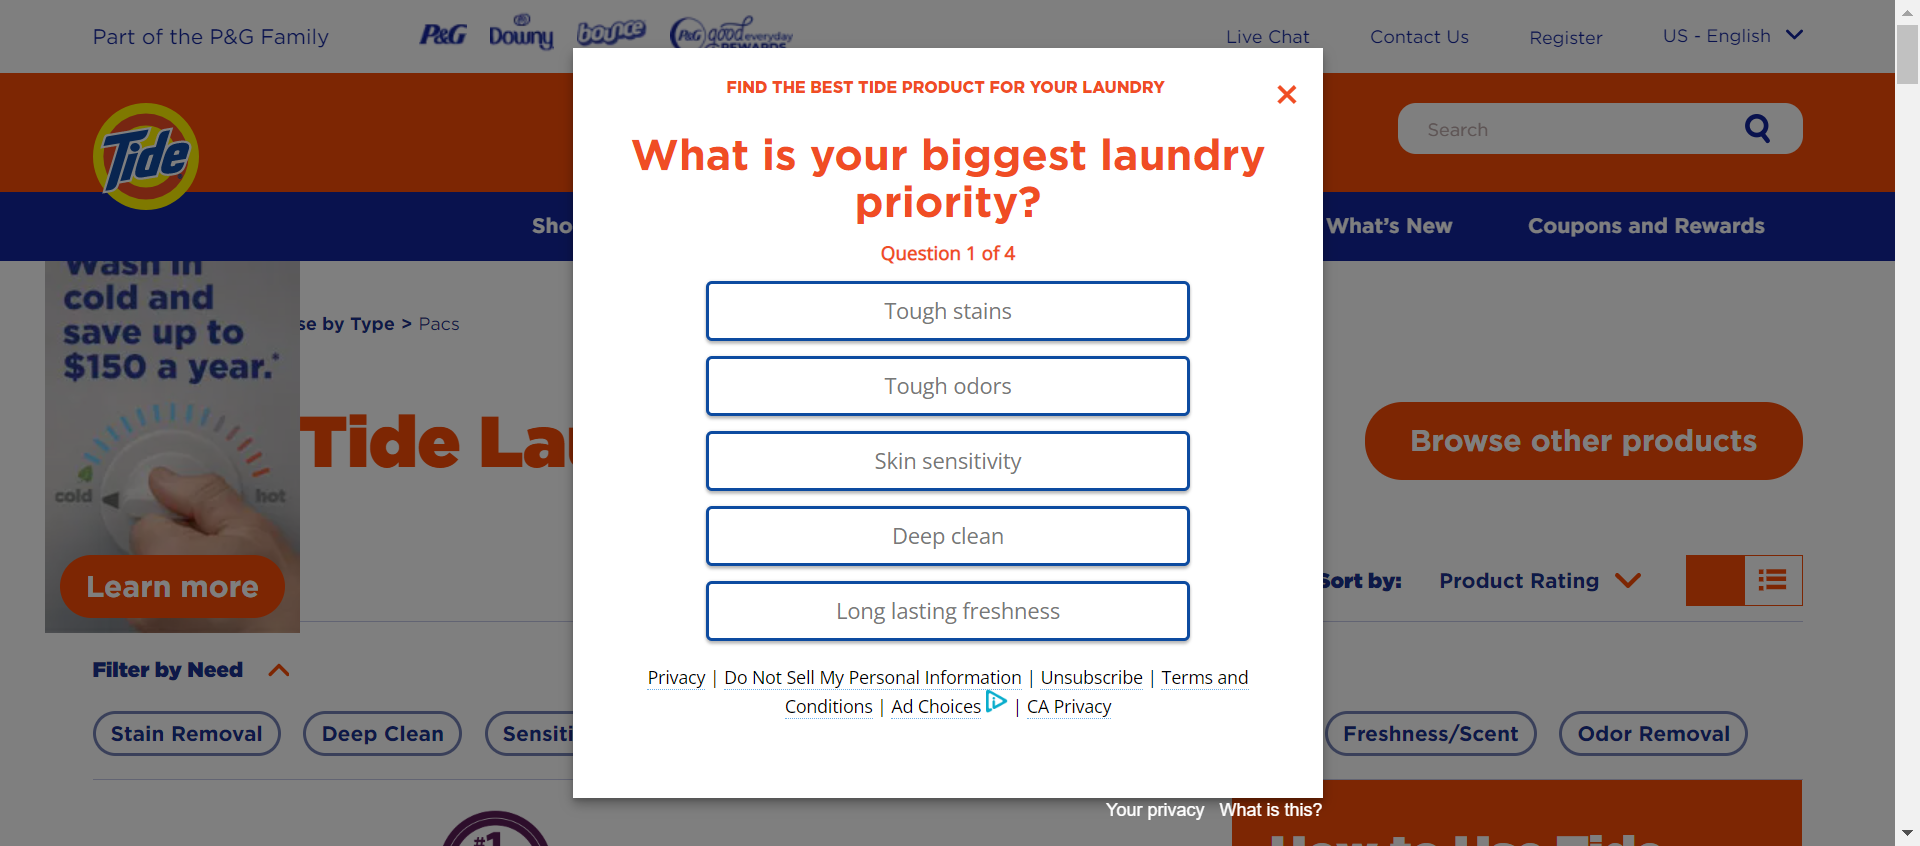 Part of the P&G Family
P&G
Downy
bounce
P&G good everyday
REWARDS
Live Chat
Contact Us
Register
US - English
Tide
Search
Sho
What's New
Coupons and Rewards
Wash in
cold and
save up to
$150 a year.*
cold
hot
Learn more
se by Type > Pacs
Tide La
Browse other products
Sort by:
Product Rating
Filter by Need
Stain Removal
Deep Clean
Sensiti
Freshness/Scent
Odor Removal
#1
How to Use Tide
FIND THE BEST TIDE PRODUCT FOR YOUR LAUNDRY
What is your biggest laundry
priority?
Question 1 of 4
Tough stains
Tough odors
Skin sensitivity
Deep clean
Long lasting freshness
Privacy | Do Not Sell My Personal Information | Unsubscribe | Terms and
Conditions | Ad Choices | CA Privacy
Your privacy
What is this?